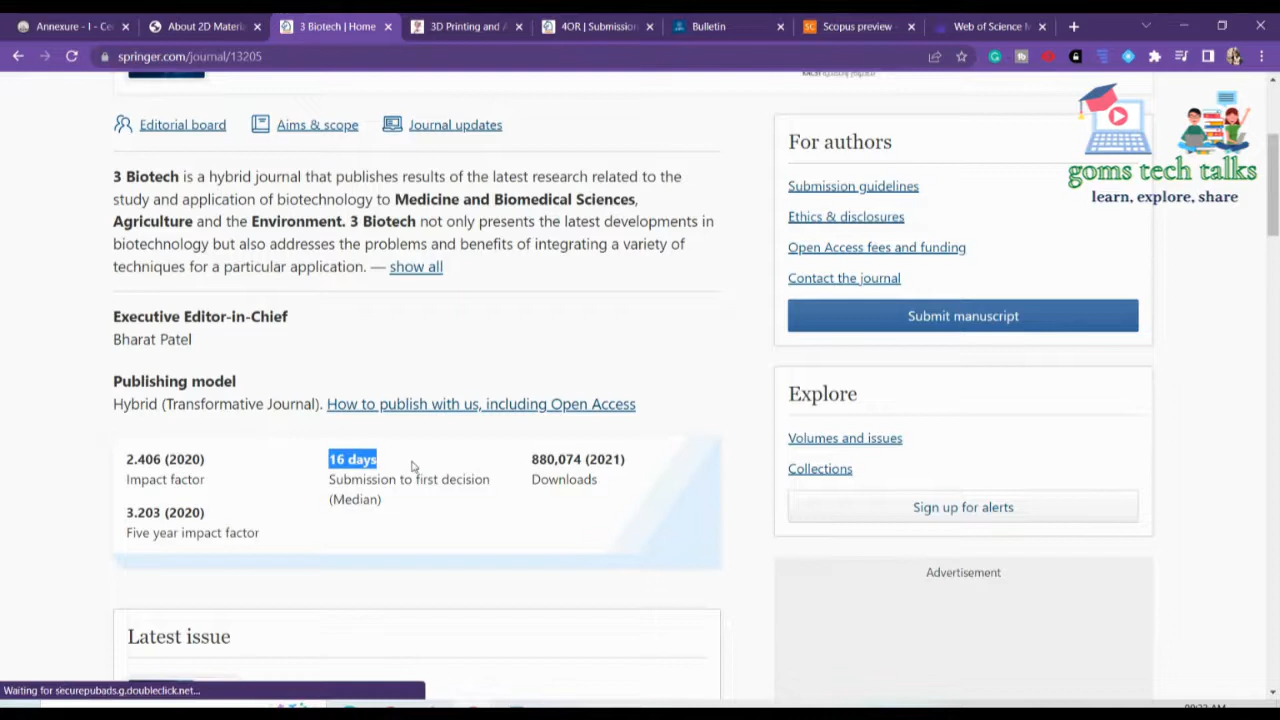 Annexure - I - Ce
About 2D Materi
3 Biotech | Home
3D Printing and
4OR | Submission
Bulletin
Scopus preview -
Web of Science M
springer.com/journal/13205
Editorial board
Aims & scope
Journal updates
3 Biotech is a hybrid journal that publishes results of the latest research related to the
study and application of biotechnology to Medicine and Biomedical Sciences,
Agriculture and the Environment. 3 Biotech not only presents the latest developments in
biotechnology but also addresses the problems and benefits of integrating a variety of
techniques for a particular application. — show all
Executive Editor-in-Chief
Bharat Patel
Publishing model
Hybrid (Transformative Journal). How to publish with us, including Open Access
2.406 (2020)
Impact factor
16 days
Submission to first decision
(Median)
880,074 (2021)
Downloads
3.203 (2020)
Five year impact factor
Latest issue
For authors
Submission guidelines
Ethics & disclosures
Open Access fees and funding
Contact the journal
Submit manuscript
Explore
Volumes and issues
Collections
Sign up for alerts
Advertisement
goms tech talks
learn, explore, share
Waiting for securepubads.g.doubleclick.net...